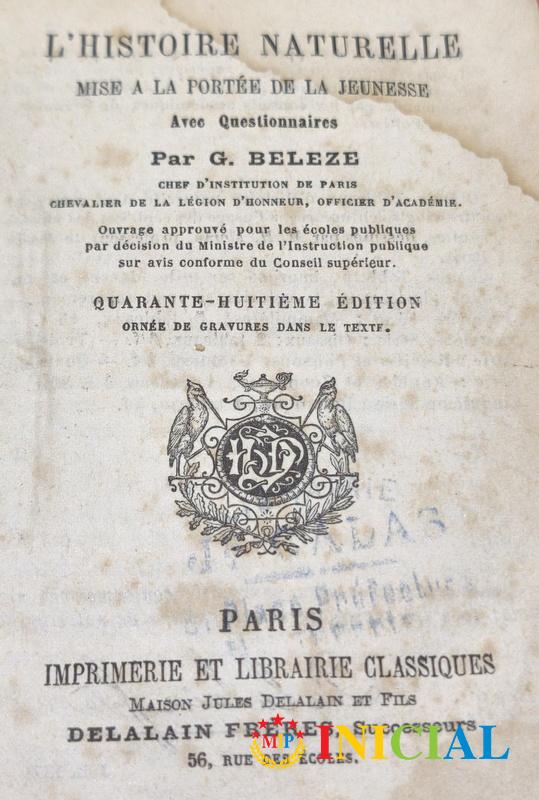 L'HISTOIRE NATURELLE
MISE A LA PORTÉE DE LA JEUNESSE
Avec Questionnaires
Par G. BELEZE
CHEF D'INSTITUTION DE PARIS
CHEVALIER DE LA LÉGION D'HONNEUR, OFFICIER D'ACADÉMIE.
Ouvrage approuvé pour les écoles publiques
par décision du Ministre de l'Instruction publique
sur avis conforme du Conseil supérieur.
QUARANTE-HUITIÈME ÉDITION
ORNÉE DE GRAVURES DANS LE TEXTE.
PARIS
IMPRIMERIE ET LIBRAIRIE CLASSIQUES
MAISON JULES DELALAIN ET FILS
DELALAIN FRÈRES, Successeurs
56, RUE DES ÉCOLES.
MP INICIAL